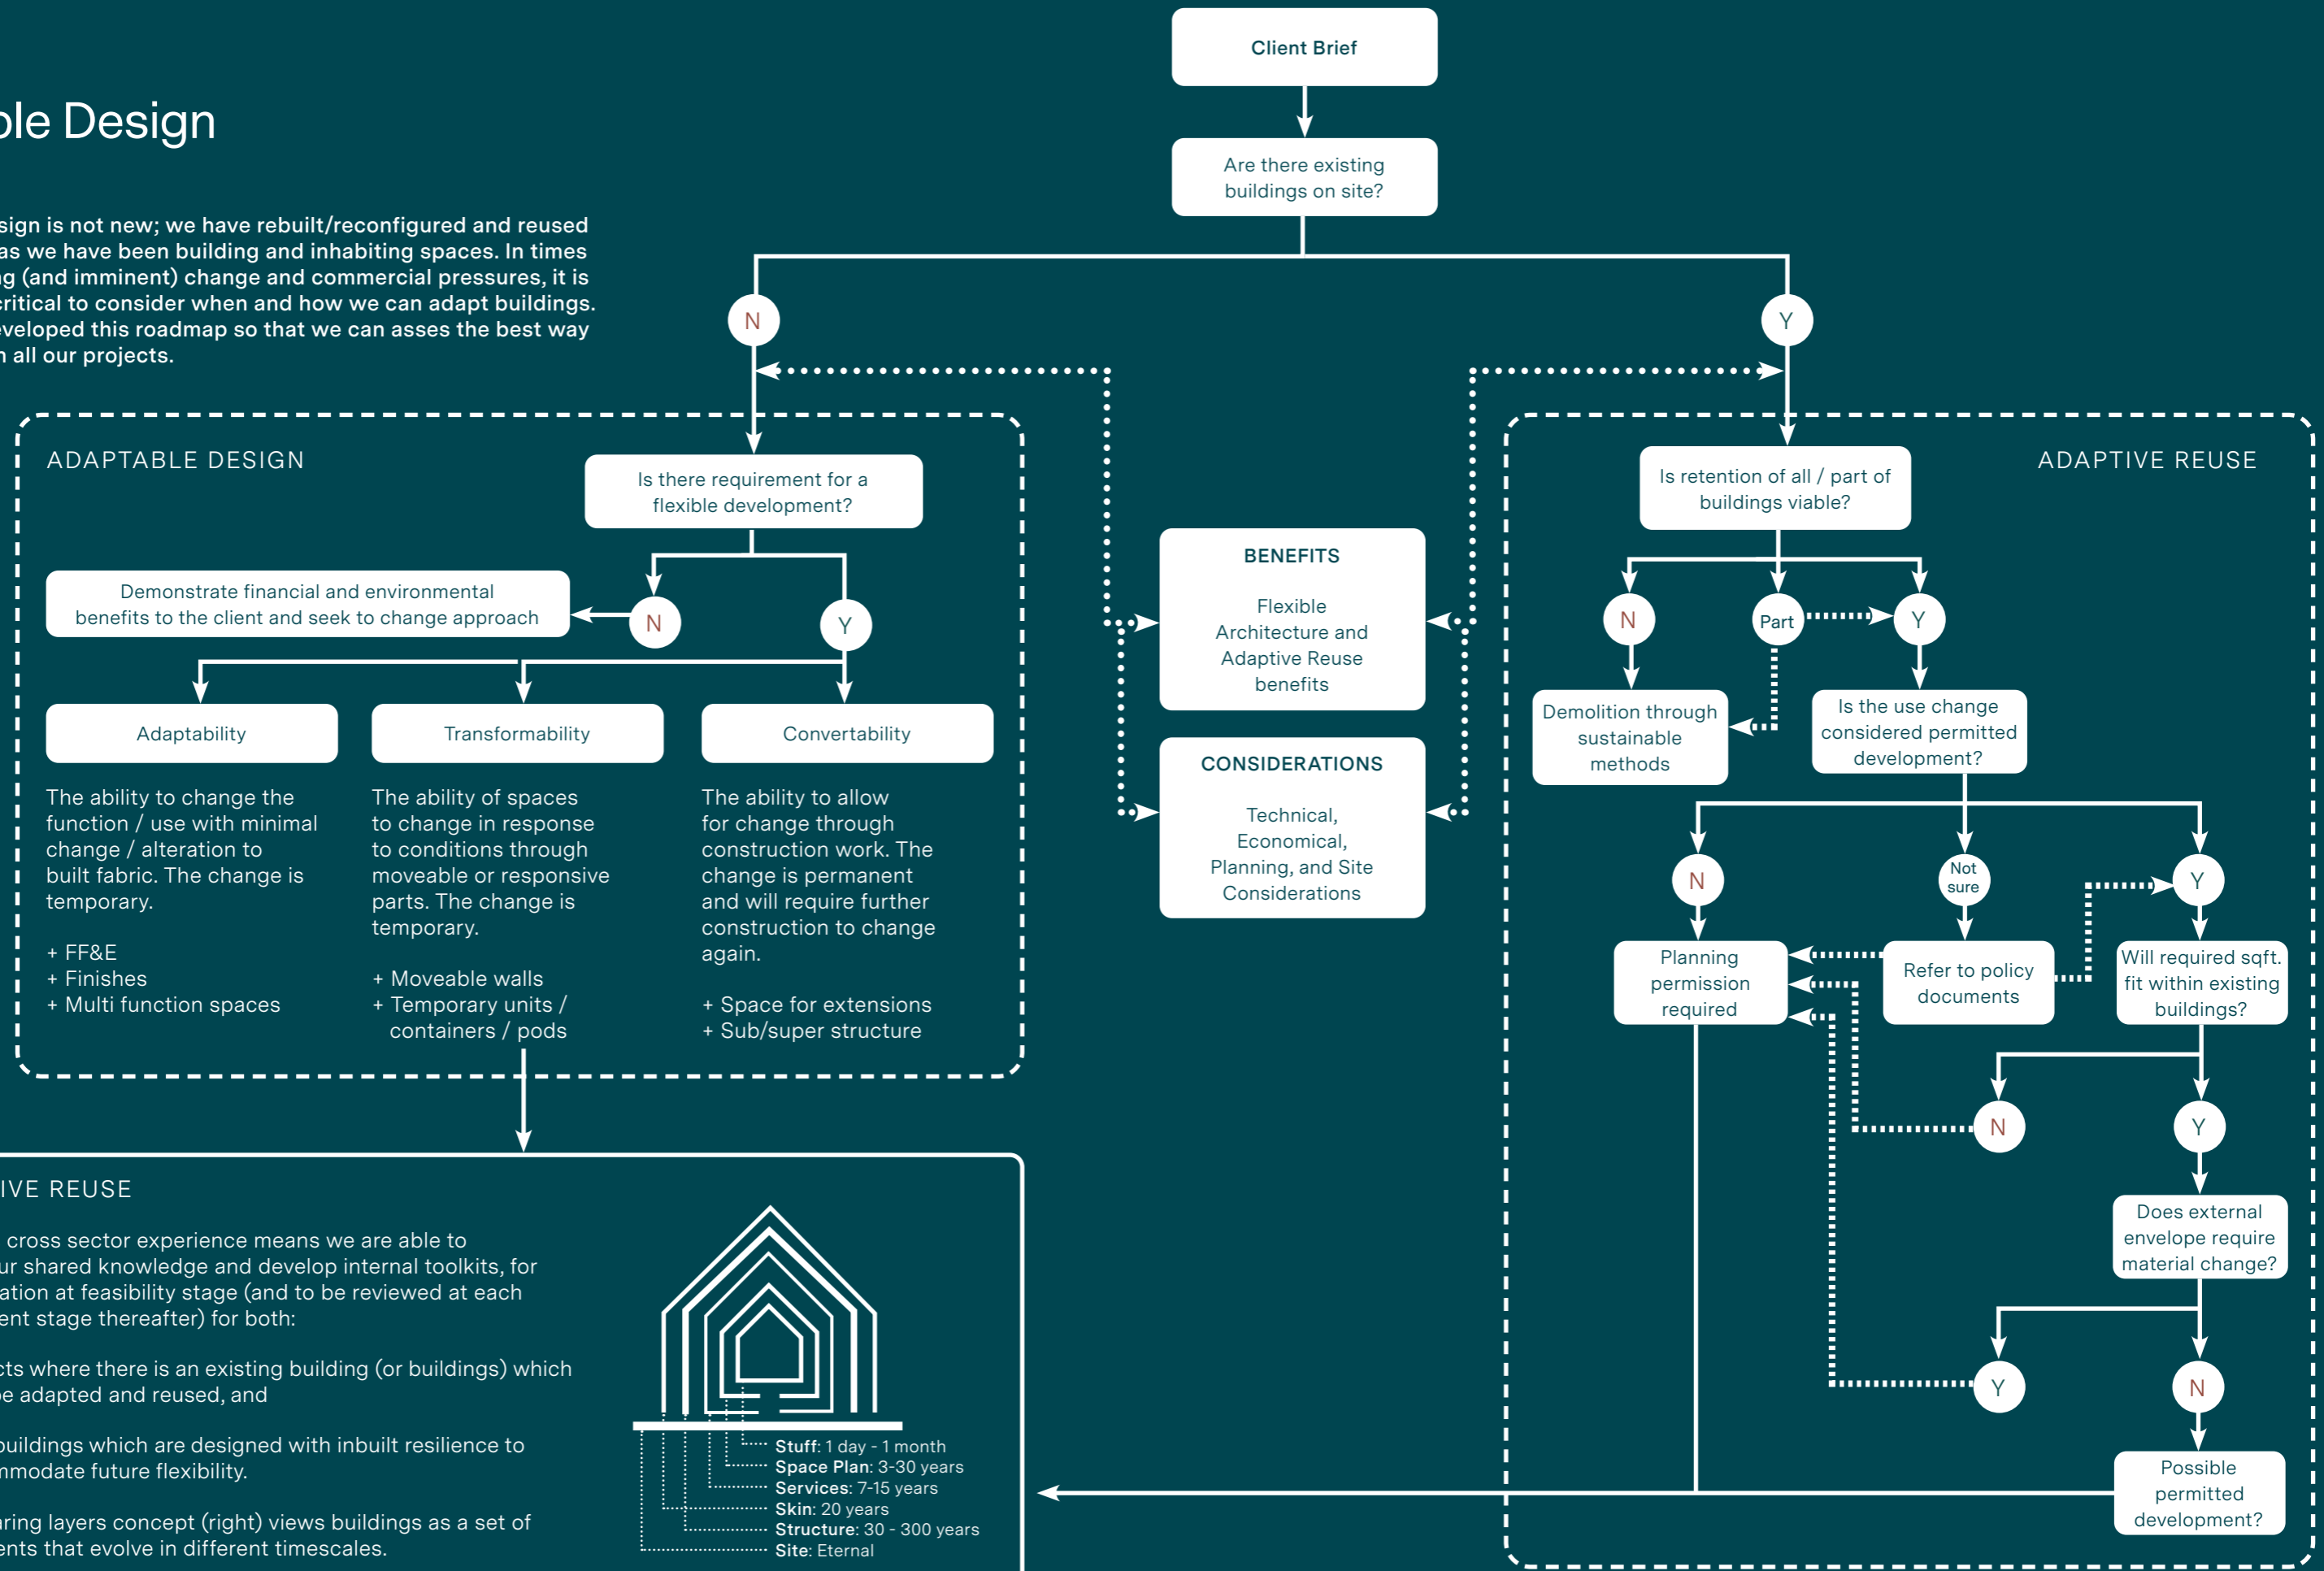 Client Brief
Are there existing
buildings on site?
Design
is not new; we have rebuilt/reconfigured and reused
as we have been building and inhabiting spaces. In times
(and imminent) change and commercial pressures, it is
critical to consider when and how we can adapt buildings.
this roadmap so that we can asses the best way
all our projects.
N
Y
ADAPTABLE DESIGN
Is there requirement for a
flexible development?
Demonstrate financial and environmental
benefits to the client and seek to change approach
N
Y
Adaptability
The ability to change the
function / use with minimal
change / alteration to
built fabric. The change is
temporary.
+ FF&E
+ Finishes
+ Multi function spaces
Transformability
The ability of spaces
to change in response
to conditions through
moveable or responsive
parts. The change is
temporary.
+ Moveable walls
+ Temporary units /
containers / pods
Convertability
The ability to allow
for change through
construction work. The
change is permanent
and will require further
construction to change
again.
+ Space for extensions
+ Sub/super structure
BENEFITS
Flexible
Architecture and
Adaptive Reuse
benefits
CONSIDERATIONS
Technical,
Economical,
Planning, and Site
Considerations
ADAPTIVE REUSE
Is retention of all / part of
buildings viable?
N
Part
Y
Demolition through
sustainable
methods
Is the use change
considered permitted
development?
N
Not
sure
Y
Planning
permission
required
Refer to policy
documents
Will required sqft.
fit within existing
buildings?
N
Y
Does external
envelope require
material change?
Y
N
Possible
permitted
development?
REUSE
cross sector experience means we are able to
shared knowledge and develop internal toolkits, for
at feasibility stage (and to be reviewed at each
stage thereafter) for both:
where there is an existing building (or buildings) which
be adapted and reused, and
buildings which are designed with inbuilt resilience to
future flexibility.
layers concept (right) views buildings as a set of
that evolve in different timescales.
Stuff: 1 day - 1 month
Space Plan: 3-30 years
Services: 7-15 years
Skin: 20 years
Structure: 30 - 300 years
Site: Eternal